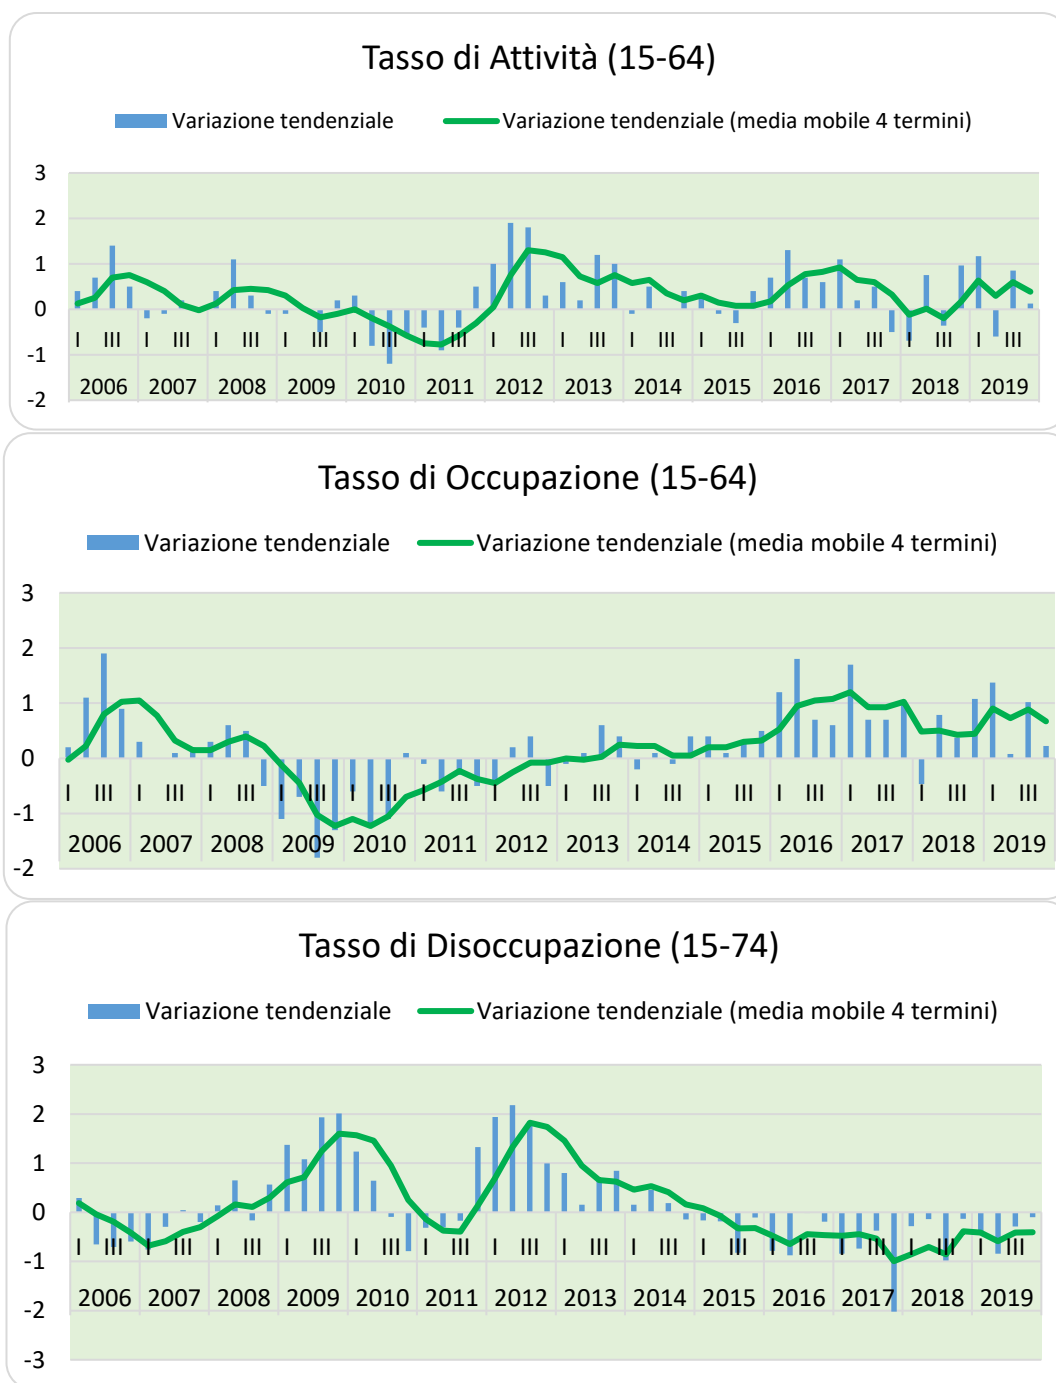 Tasso di Attività (15-64)
Variazione tendenziale Variazione tendenziale (media mobile 4 termini)
3
2
1
0
-1
-2
I III I III I III I III I III I III I III I III I III I III I III I III I III I III
2006 2007 2008 2009 2010 2011 2012 2013 2014 2015 2016 2017 2018 2019
Tasso di Occupazione (15-64)
Variazione tendenziale Variazione tendenziale (media mobile 4 termini)
3
2
1
0
-1
-2
I III I III I III I III I III I III I III I III I III I III I III I III I III I III
2006 2007 2008 2009 2010 2011 2012 2013 2014 2015 2016 2017 2018 2019
Tasso di Disoccupazione (15-74)
Variazione tendenziale Variazione tendenziale (media mobile 4 termini)
3
2
1
0
-1
-2
-3
I III I III I III I III I III I III I III I III I III I III I III I III I III I III
2006 2007 2008 2009 2010 2011 2012 2013 2014 2015 2016 2017 2018 2019